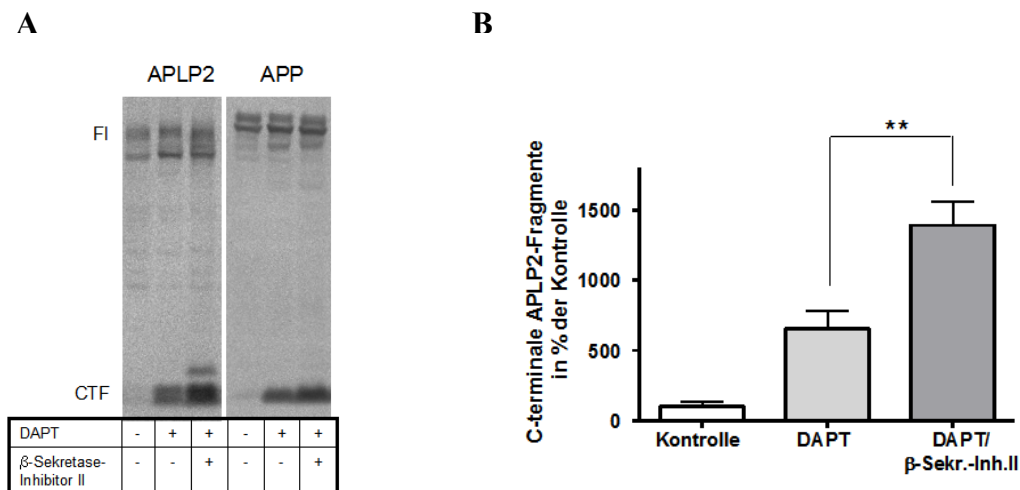 A
APLP2 APP
FI
CTF
DAPT - + + - + +
β-Sekretase-
Inhibitor II - - + - - +
B
**
C-terminale APLP2-Fragmente
in % der Kontrolle
1500
1000
500
0
Kontrolle DAPT DAPT/
β-Sekr.-Inh.II